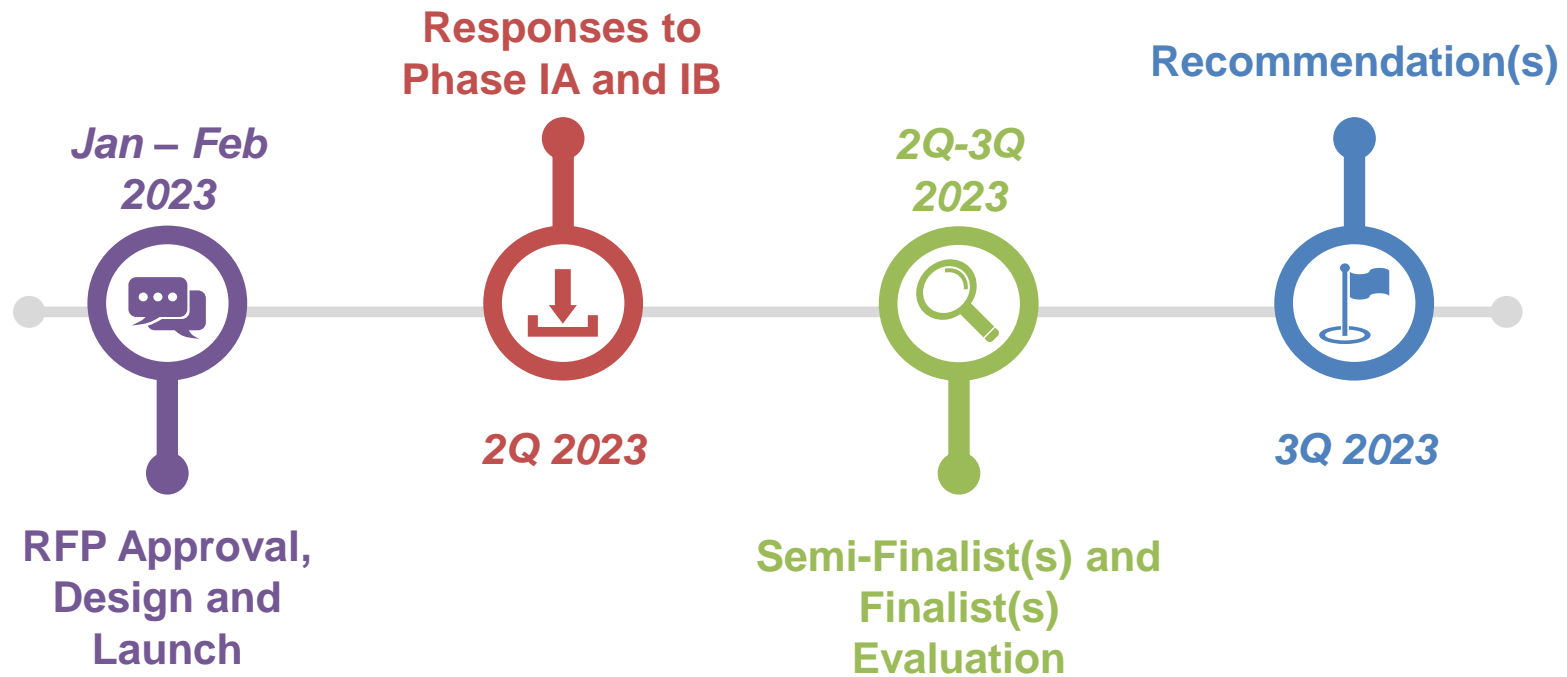 Jan – Feb
2023
RFP Approval,
Design and
Launch
Responses to
Phase IA and IB
2Q 2023
2Q-3Q
2023
Semi-Finalist(s) and
Finalist(s)
Evaluation
Recommendation(s)
3Q 2023